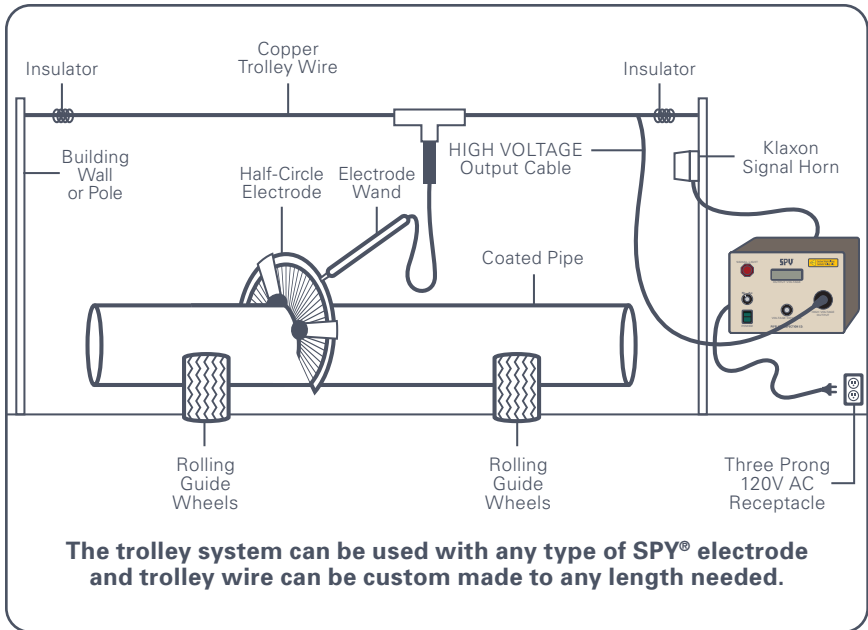 Copper
Trolley Wire
Insulator
Insulator
Building
Wall
or Pole
Half-Circle
Electrode
Electrode
Wand
HIGH VOLTAGE
Output Cable
Klaxon
Signal Horn
Coated Pipe
SPY
Rolling
Guide
Wheels
Rolling
Guide
Wheels
Three Prong
120V AC
Receptacle
The trolley system can be used with any type of SPY® electrode
and trolley wire can be custom made to any length needed.